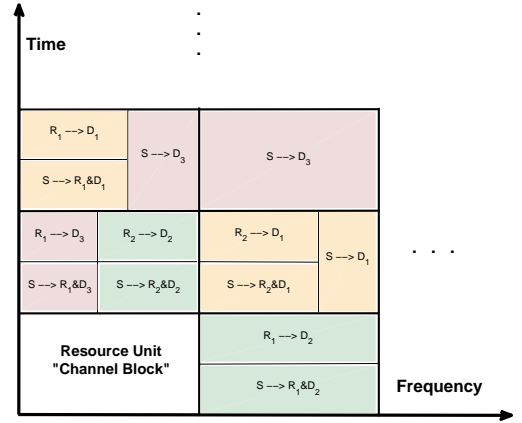 Time
R1 --> D1
S --> R1&D1
S --> D3
S --> D3
R1 --> D3
R2 --> D2
S --> R1&D3
S --> R2&D2
R2 --> D1
S --> R2&D1
S --> D1
Resource Unit
"Channel Block"
R1 --> D2
S --> R1&D2
Frequency